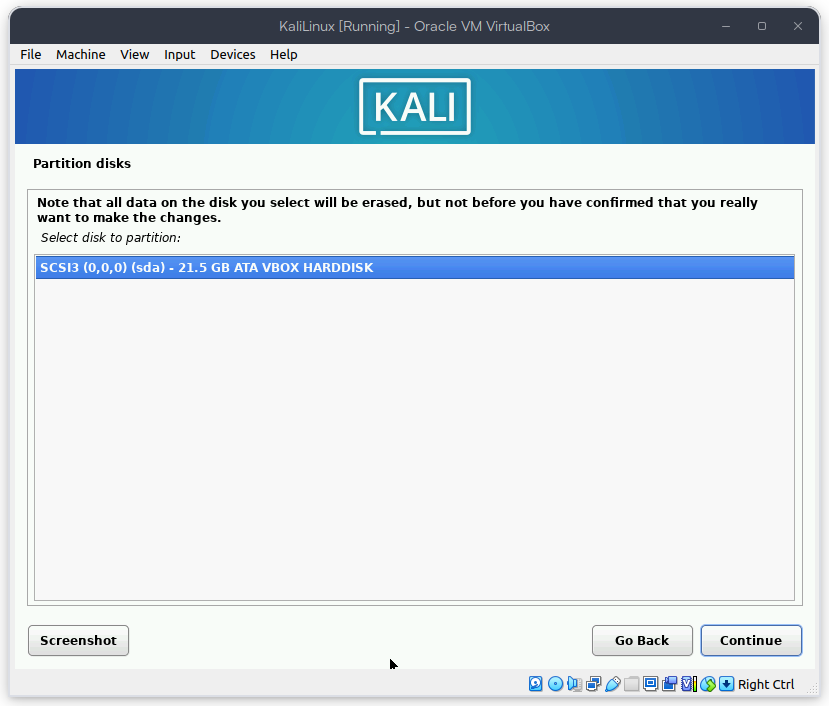 KaliLinux [Running] - Oracle VM VirtualBox
File Machine View Input Devices Help
KALI
Partition disks
Note that all data on the disk you select will be erased, but not before you have confirmed that you really
want to make the changes.
Select disk to partition:
SCSI3 (0,0,0) (sda) - 21.5 GB ATA VBOX HARDDISK
Screenshot Go Back Continue
Right Ctrl